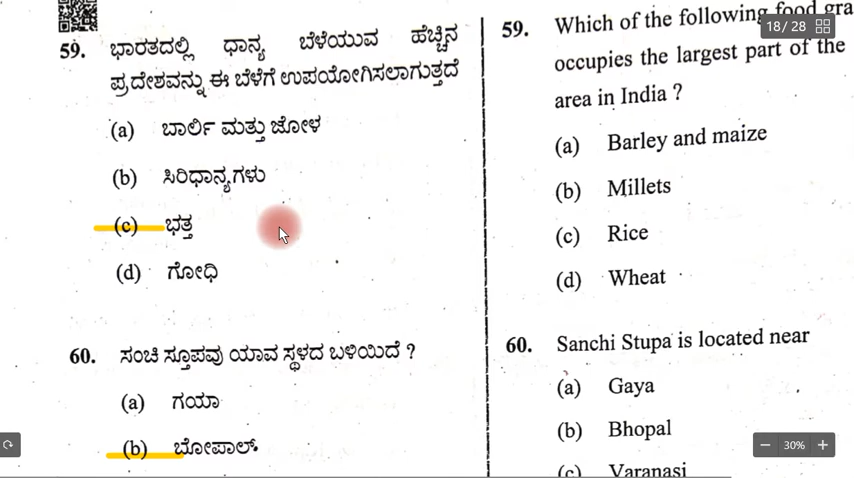 59. ಭಾರತದಲ್ಲಿ ಧಾನ್ಯ ಬೆಳೆಯುವ ಹೆಚ್ಚಿನ
ಪ್ರದೇಶವನ್ನು ಈ ಬೆಳೆಗೆ ಉಪಯೋಗಿಸಲಾಗುತ್ತದೆ
(a) ಬಾರ್ಲಿ ಮತ್ತು ಜೋಳ
(b) ಸಿರಿಧಾನ್ಯಗಳು
(c) ಭತ್ತ
(d) ಗೋಧಿ
60. ಸಂಚಿ ಸ್ತೂಪವು ಯಾವ ಸ್ಥಳದ ಬಳಿಯಿದೆ ?
(a) ಗಯಾ
(b) ಬೋಪಾಲ್
59. Which of the following food gra
occupies the largest part of the
area in India ?
(a) Barley and maize
(b) Millets
(c) Rice
(d) Wheat
60. Sanchi Stupa is located near
(a) Gaya
(b) Bhopal
(c) Varanasi
18 / 28
30%